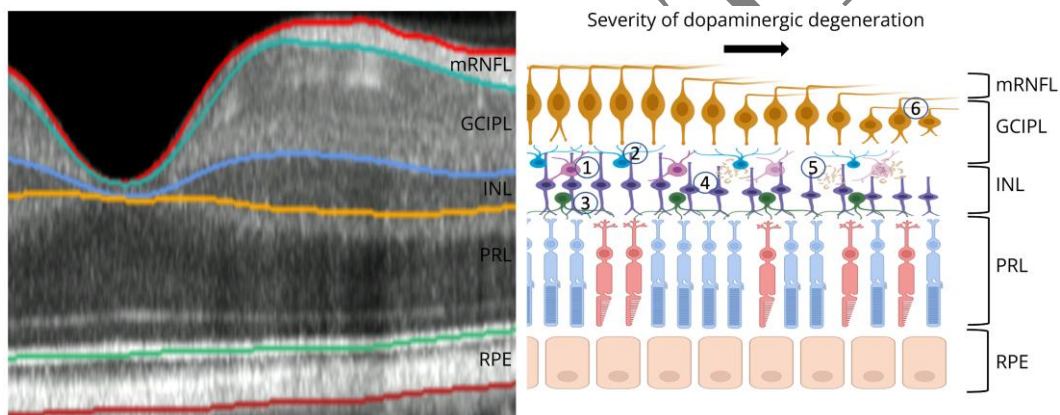 Severity of dopaminergic degeneration
mRNFL
GCIPL
INL
PRL
RPE
1
2
3
4
5
6
mRNFL
GCIPL
INL
PRL
RPE